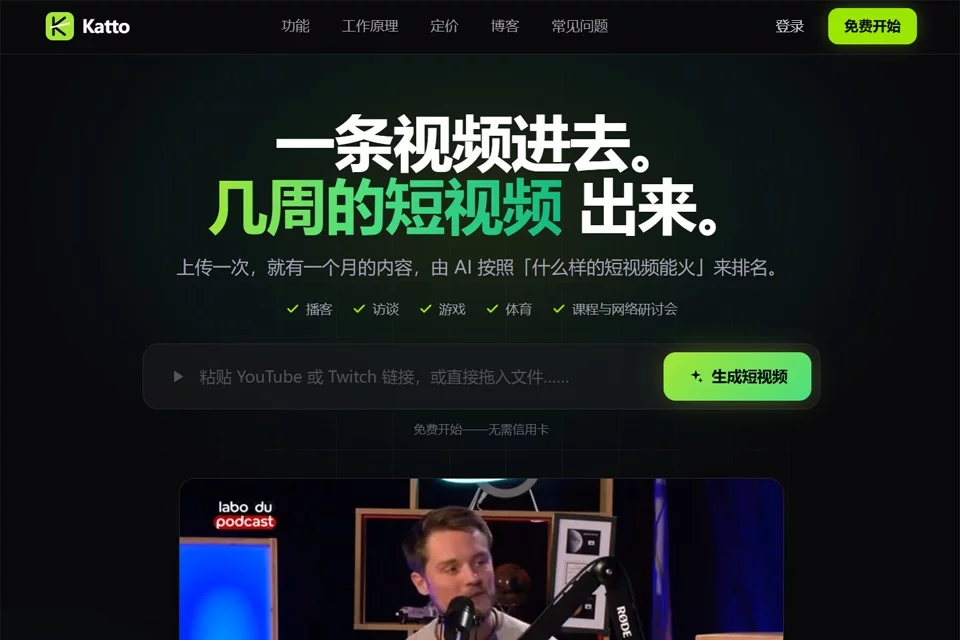 Katto
功能
工作原理
定价
博客
常见问题
登录
免费开始
一条视频进去。
几周的短视频 出来。
上传一次，就有一个月的内容，由 AI 按照「什么样的短视频能火」来排名。
播客
访谈
游戏
体育
课程与网络研讨会
粘贴 YouTube 或 Twitch 链接，或直接拖入文件……
生成短视频
免费开始——无需信用卡
labo du
podcast
RØDE